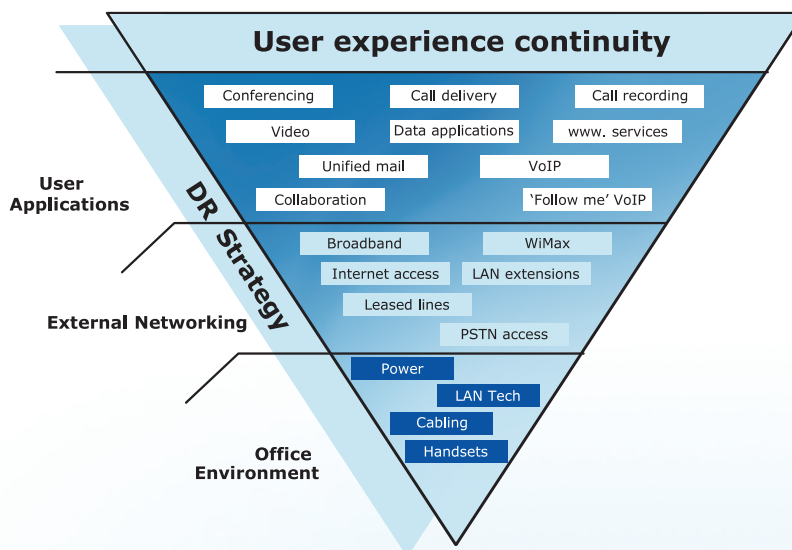 User experience continuity
Conferencing
Call delivery
Call recording
Video
Data applications
www. services
Unified mail
VoIP
Collaboration
‘Follow me’ VoIP
User
Applications
DR Strategy
Broadband
WiMax
Internet access
LAN extensions
Leased lines
PSTN access
External Networking
Power
LAN Tech
Cabling
Handsets
Office
Environment